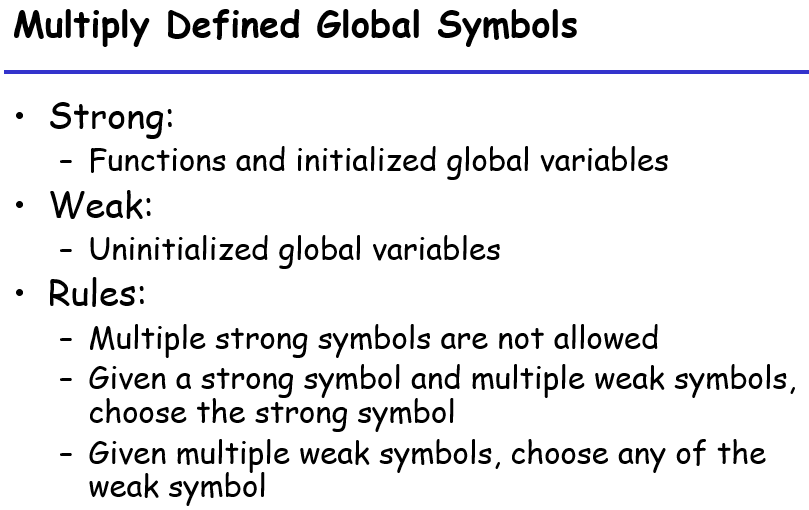 Multiply Defined Global Symbols
• Strong:
– Functions and initialized global variables
• Weak:
– Uninitialized global variables
• Rules:
– Multiple strong symbols are not allowed
– Given a strong symbol and multiple weak symbols,
choose the strong symbol
– Given multiple weak symbols, choose any of the
weak symbol